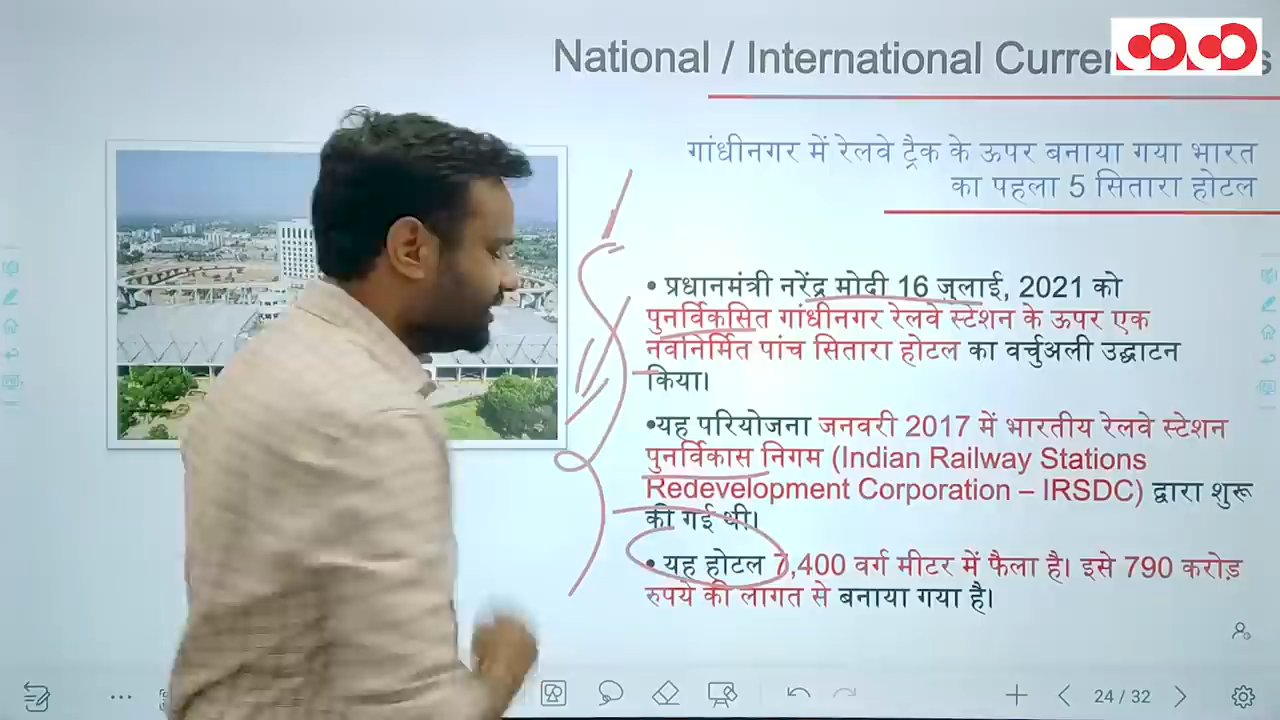 National / International
गांधीनगर में रेलवे ट्रैक के ऊपर बनाया गया भारत
का पहला 5 सितारा होटल
• प्रधानमंत्री नरेंद्र मोदी 16 जुलाई, 2021 को
पुनर्विकसित गांधीनगर रेलवे स्टेशन के ऊपर एक
नवनिर्मित पांच सितारा होटल का वर्चुअली उद्घाटन
किया।
•यह परियोजना जनवरी 2017 में भारतीय रेलवे स्टेशन
पुनर्विकास निगम (Indian Railway Stations
Redevelopment Corporation – IRSDC) द्वारा शुरू
की गई थी।
• यह होटल 7,400 वर्ग मीटर में फैला है। इसे 790 करोड़
रुपये की लागत से बनाया गया है।
24 / 32